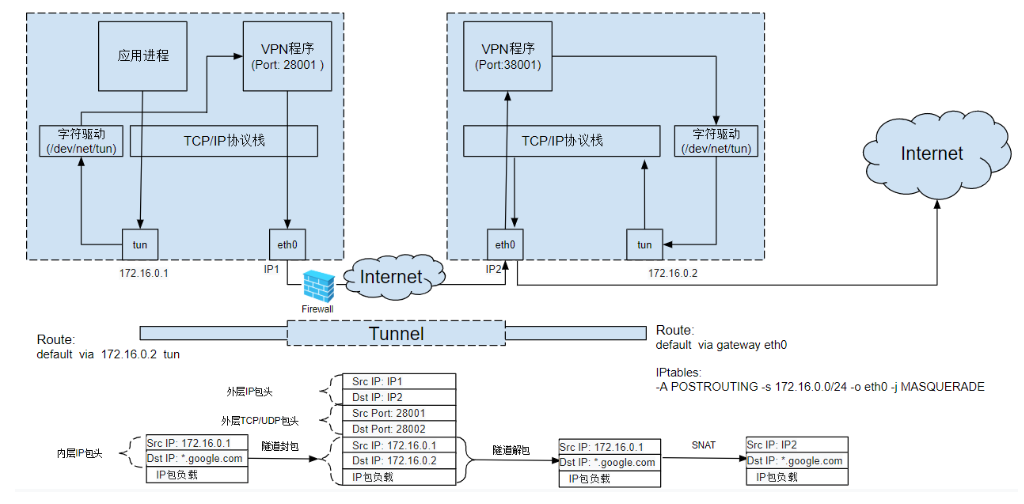 应用进程
VPN程序
(Port: 28001 )
字符驱动
(/dev/net/tun)
TCP/IP协议栈
tun
eth0
172.16.0.1
IP1
Firewall
Internet
VPN程序
(Port:38001)
TCP/IP协议栈
字符驱动
(/dev/net/tun)
eth0
tun
IP2
172.16.0.2
Internet
Tunnel
Route:
default via 172.16.0.2 tun
Route:
default via gateway eth0
IPtables:
-A POSTROUTING -s 172.16.0.0/24 -o eth0 -j MASQUERADE
外层IP包头
Src IP: IP1
Dst IP: IP2
外层TCP/UDP包头
Src Port: 28001
Dst Port: 28002
内层IP包头
Src IP: 172.16.0.1
Dst IP: *.google.com
IP包负载
隧道封包
Src IP: 172.16.0.1
Dst IP: 172.16.0.2
IP包负载
隧道解包
Src IP: 172.16.0.1
Dst IP: *.google.com
IP包负载
SNAT
Src IP: IP2
Dst IP: *.google.com
IP包负载